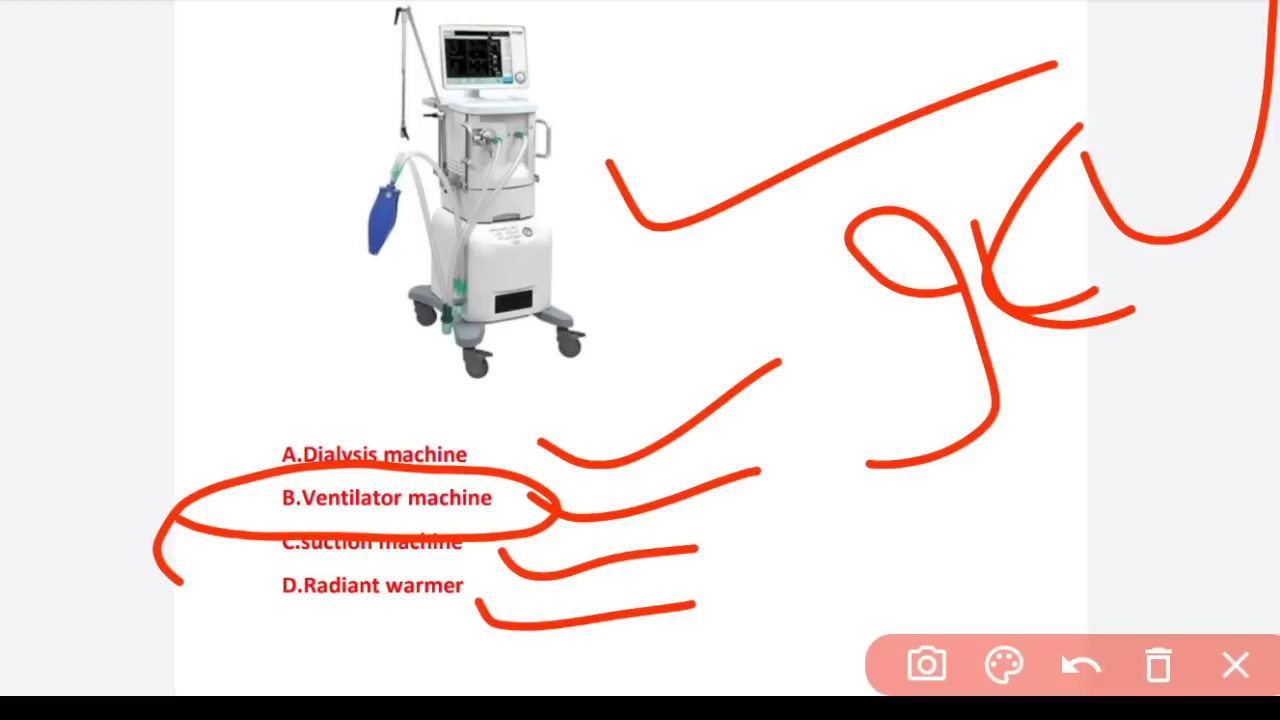 A.Dialysis machine
B.Ventilator machine
C.suction machine
D.Radiant warmer